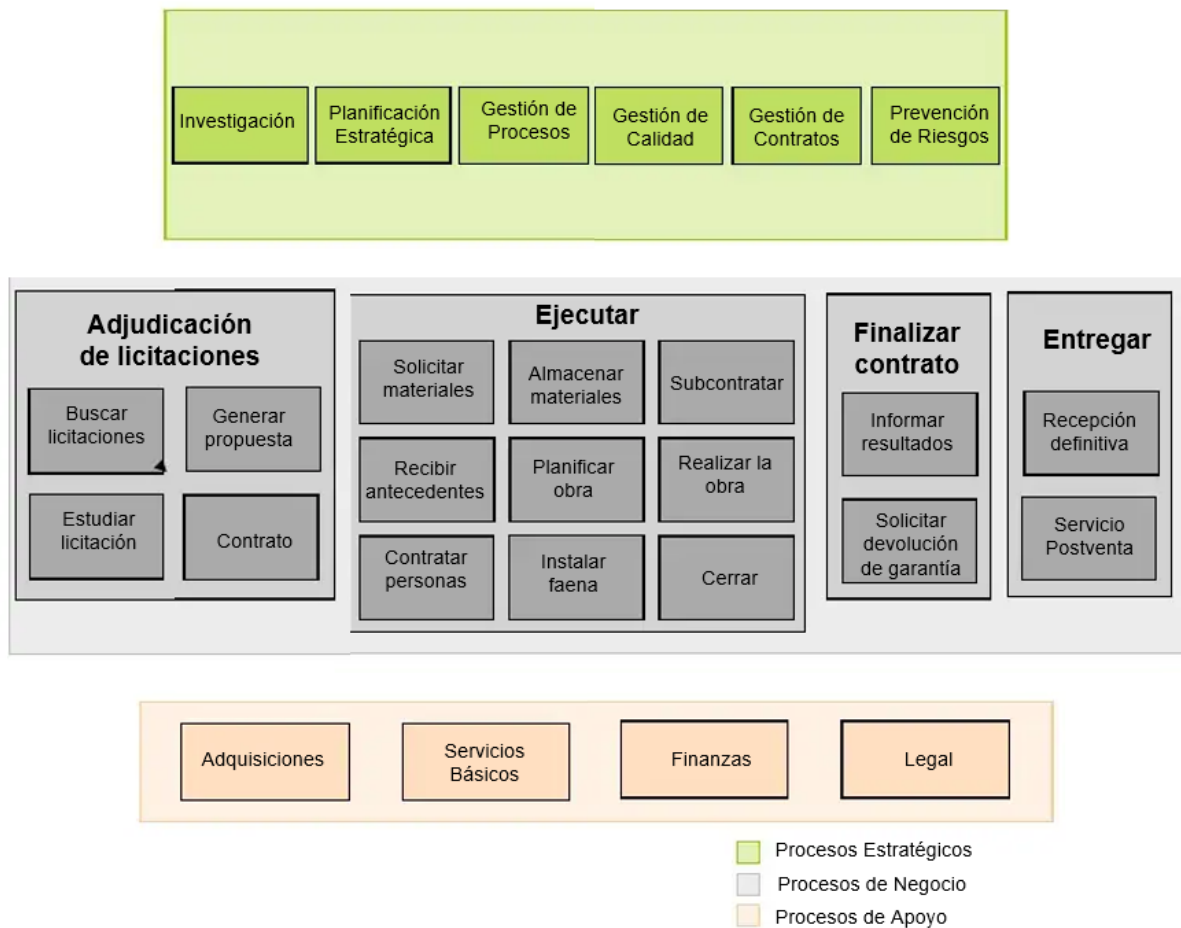 Investigación
Planificación
Estratégica
Gestión de
Procesos
Gestión de
Calidad
Gestión de
Contratos
Prevención
de Riesgos
Adjudicación
de licitaciones
Buscar
licitaciones
Generar
propuesta
Estudiar
licitación
Contrato
Ejecutar
Solicitar
materiales
Almacenar
materiales
Subcontratar
Recibir
antecedentes
Planificar
obra
Realizar la
obra
Contratar
personas
Instalar
faena
Cerrar
Finalizar
contrato
Informar
resultados
Solicitar
devolución
de garantía
Entregar
Recepción
definitiva
Servicio
Postventa
Adquisiciones
Servicios
Básicos
Finanzas
Legal
Procesos Estratégicos
Procesos de Negocio
Procesos de Apoyo